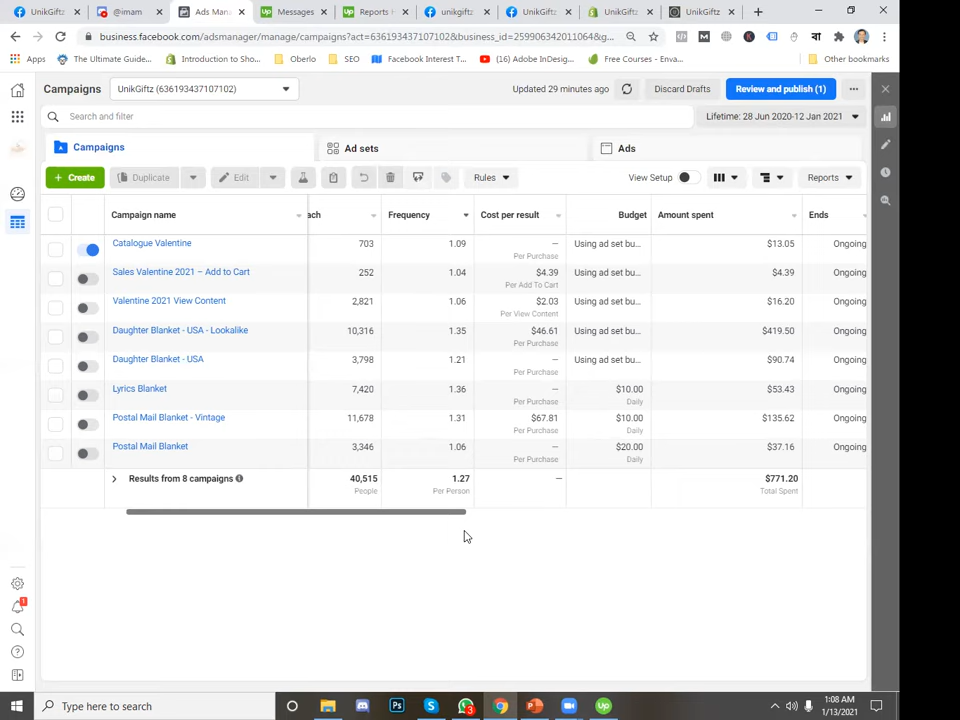 UnikGiftz
@imam
Ads Mana
Messages
Reports
unikgiftz
UnikGiftz
UnikGiftz
UnikGiftz
business.facebook.com/adsmanager/manage/campaigns?act=636193437107102&business_id=259906342011064&g...
Apps
The Ultimate Guide...
Introduction to Sho...
Oberlo
SEO
Facebook Interest T...
(16) Adobe InDesig...
Free Courses - Enva...
Other bookmarks
Campaigns
UnikGiftz (636193437107102)
Updated 29 minutes ago
Discard Drafts
Review and publish (1)
Search and filter
Lifetime: 28 Jun 2020-12 Jan 2021
Campaigns
Ad sets
Ads
+ Create
Duplicate
Edit
Rules
View Setup
Reports
Campaign name
ach
Frequency
Cost per result
Budget
Amount spent
Ends
Catalogue Valentine 703 1.09 — Using ad set bu... $13.05 Ongoing
Per Purchase
Sales Valentine 2021 – Add to Cart 252 1.04 $4.39 Using ad set bu... $4.39 Ongoing
Per Add To Cart
Valentine 2021 View Content 2,821 1.06 $2.03 Using ad set bu... $16.20 Ongoing
Per View Content
Daughter Blanket - USA - Lookalike 10,316 1.35 $46.61 Using ad set bu... $419.50 Ongoing
Per Purchase
Daughter Blanket - USA 3,798 1.21 — Using ad set bu... $90.74 Ongoing
Per Purchase
Lyrics Blanket 7,420 1.36 — $10.00 $53.43 Ongoing
Per Purchase Daily
Postal Mail Blanket - Vintage 11,678 1.31 $67.81 $10.00 $135.62 Ongoing
Per Purchase Daily
Postal Mail Blanket 3,346 1.06 — $20.00 $37.16 Ongoing
Per Purchase Daily
Results from 8 campaigns 40,515 1.27 — $771.20
People Per Person Total Spent
Type here to search
1:08 AM
1/13/2021